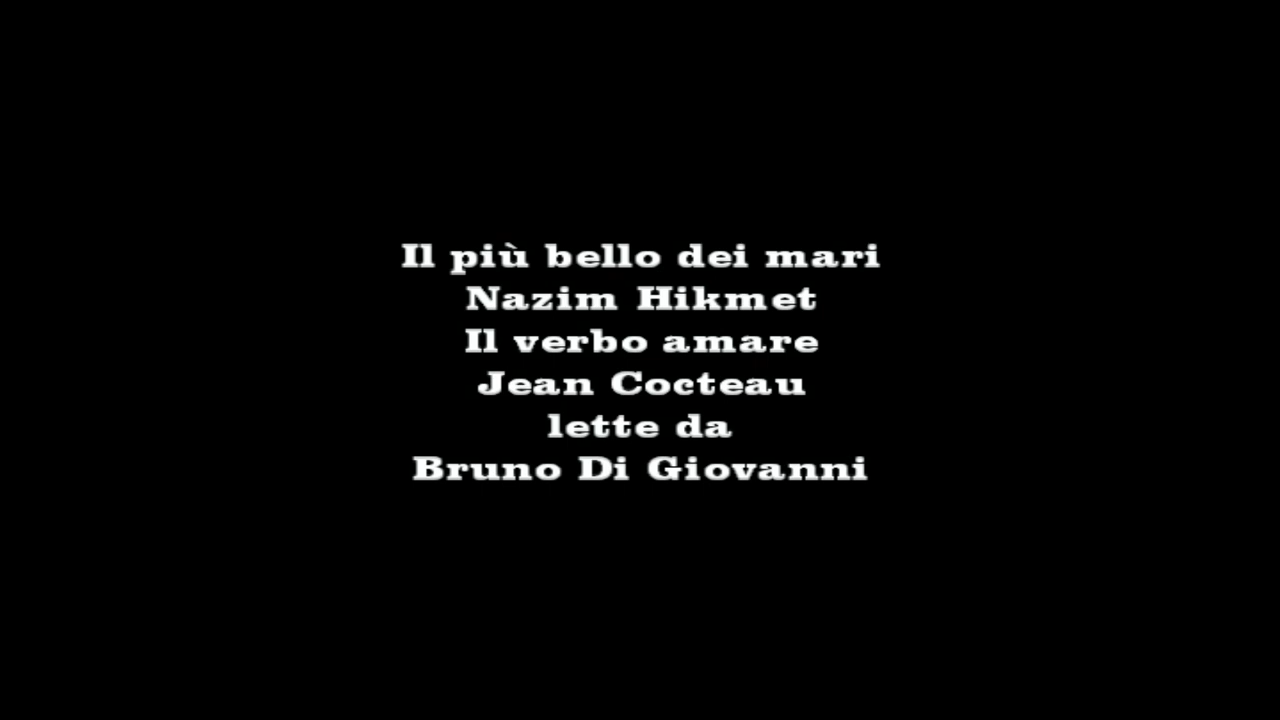 Il più bello dei mari
Nazim Hikmet
Il verbo amare
Jean Cocteau
lette da
Bruno Di Giovanni